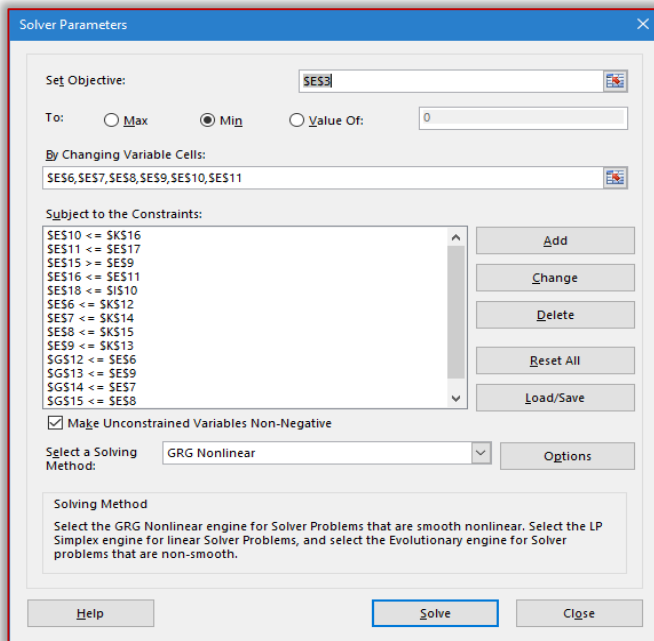 Solver Parameters
Set Objective:
$E$3
To:
Max
Min
Value Of:
0
By Changing Variable Cells:
$E$6,$E$7,$E$8,$E$9,$E$10,$E$11
Subject to the Constraints:
$E$10 <= $K$16
$E$11 <= $E$17
$E$15 >= $E$9
$E$16 <= $E$11
$E$18 <= $I$10
$E$6 <= $K$12
$E$7 <= $K$14
$E$8 <= $K$15
$E$9 <= $K$13
$G$12 <= $E$6
$G$13 <= $E$9
$G$14 <= $E$7
$G$15 <= $E$8
Add
Change
Delete
Reset All
Load/Save
Make Unconstrained Variables Non-Negative
Select a Solving
Method:
GRG Nonlinear
Options
Solving Method
Select the GRG Nonlinear engine for Solver Problems that are smooth nonlinear. Select the LP
Simplex engine for linear Solver Problems, and select the Evolutionary engine for Solver
problems that are non-smooth.
Help
Solve
Close